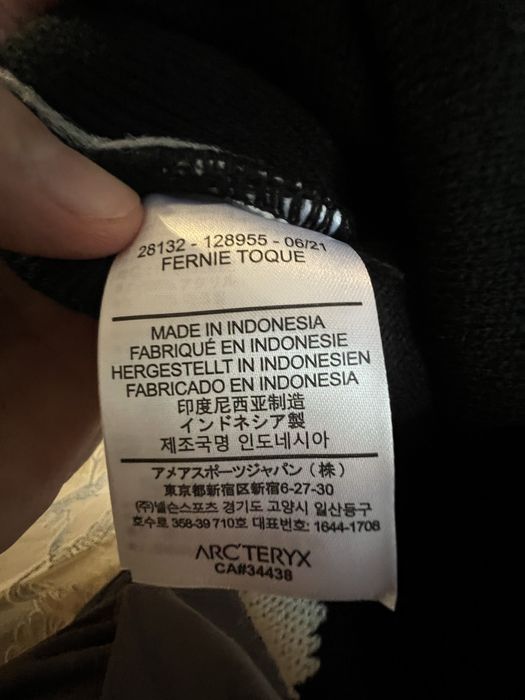 28132 - 128955 - 06/21
FERNIE TOQUE
MADE IN INDONESIA
FABRIQUÉ EN INDONESIE
HERGESTELLT IN INDONESIEN
FABRICADO EN INDONESIA
印度尼西亚制造
インドネシア製
제조국명 인도네시아
アメアスポーツジャパン(株)
東京都新宿区新宿6-27-30
(주)넬슨스포츠 경기도 고양시 일산동구
호수로 358-39 710호 대표번호: 1644-1708
ARC'TERYX
CA#34438